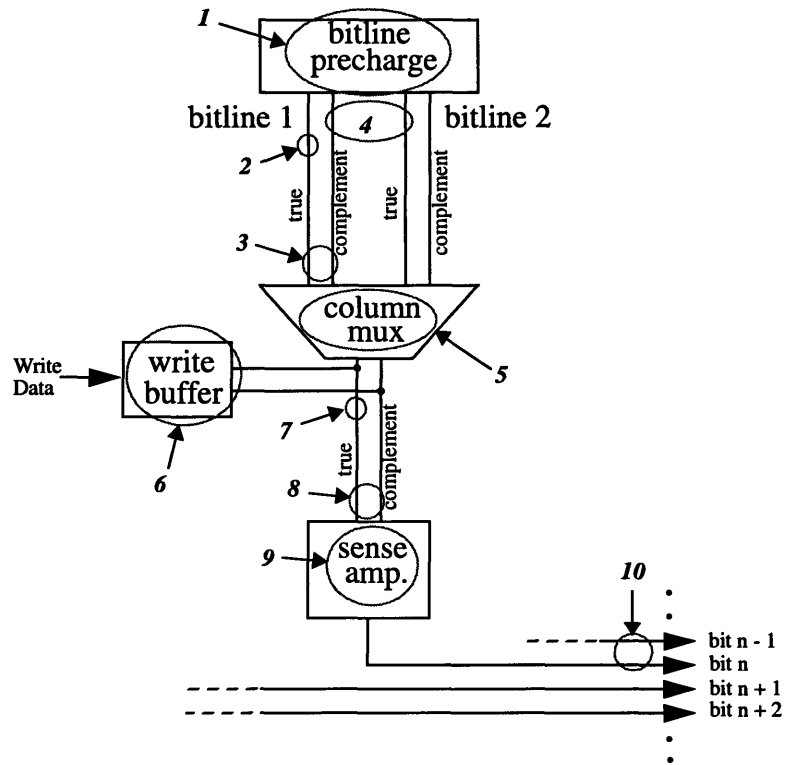 1
bitline
precharge
bitline 1
4
bitline 2
2
true
complement
true
complement
3
column
mux
5
Write
Data
write
buffer
6
7
true
complement
8
9
sense
amp.
10
bit n - 1
bit n
bit n + 1
bit n + 2